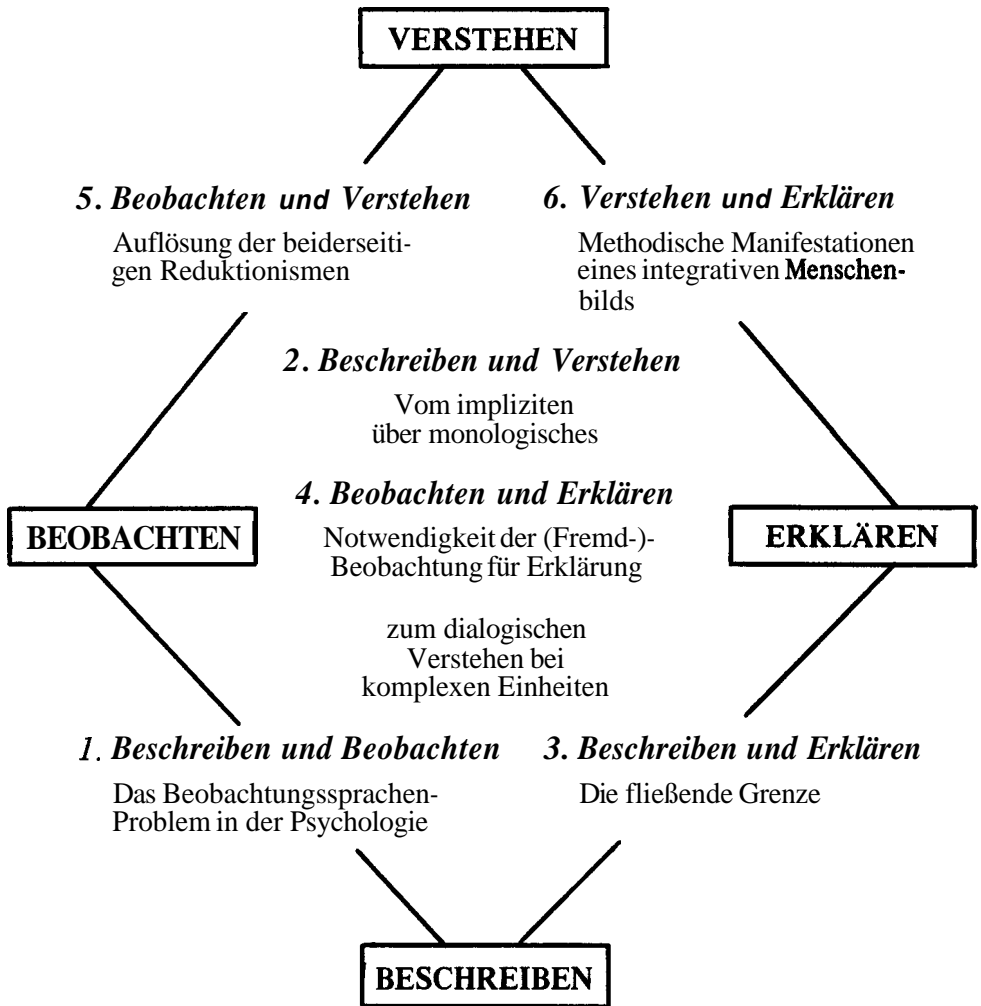 VERSTEHEN
5. Beobachten und Verstehen
Auflösung der beiderseiti-
gen Reduktionismen
6. Verstehen und Erklären
Methodische Manifestationen
eines integrativen Menschen-
bilds
2. Beschreiben und Verstehen
Vom impliziten
über monologisches
4. Beobachten und Erklären
Notwendigkeit der (Fremd-)-
Beobachtung für Erklärung
zum dialogischen
Verstehen bei
komplexen Einheiten
BEOBACHTEN
ERKLÄREN
1. Beschreiben und Beobachten
Das Beobachtungssprachen-
Problem in der Psychologie
3. Beschreiben und Erklären
Die fließende Grenze
BESCHREIBEN